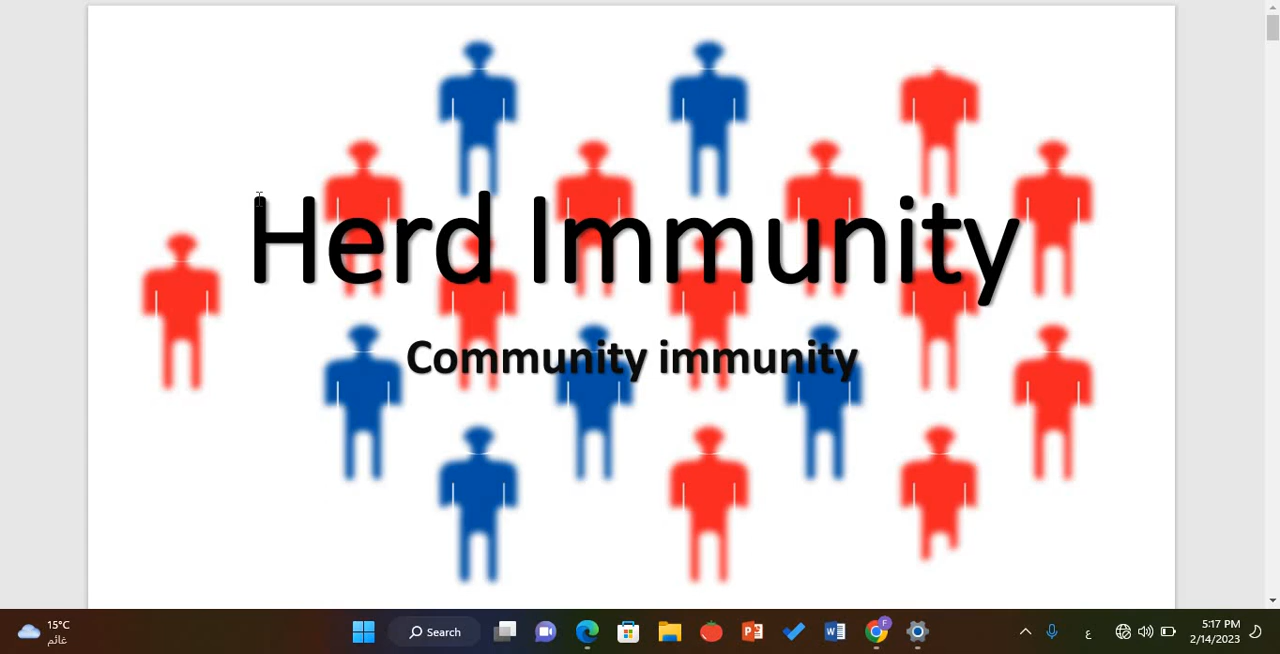 Herd Immunity
Community immunity
15°C
غائم
Search
ع
5:17 PM
2/14/2023
F